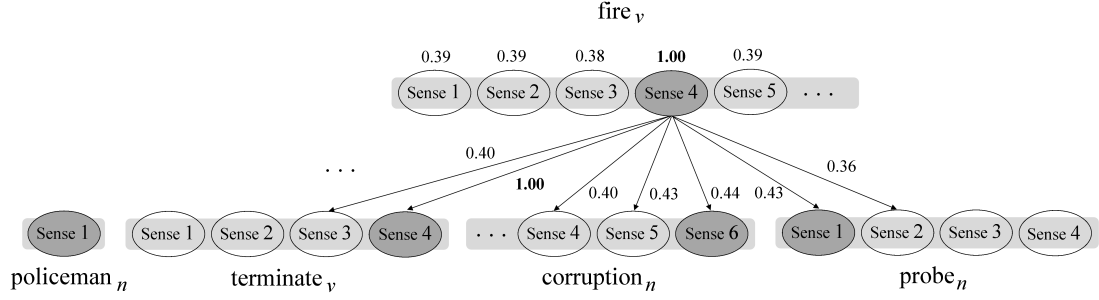 fire v
0.39 0.39 0.38 1.00 0.39
Sense 1 Sense 2 Sense 3 Sense 4 Sense 5 . . .
. . . 0.40 1.00 0.40 0.43 0.44 0.43 0.36
Sense 1 Sense 1 Sense 2 Sense 3 Sense 4 . . . Sense 4 Sense 5 Sense 6 Sense 1 Sense 2 Sense 3 Sense 4
policeman n terminate v corruption n probe n